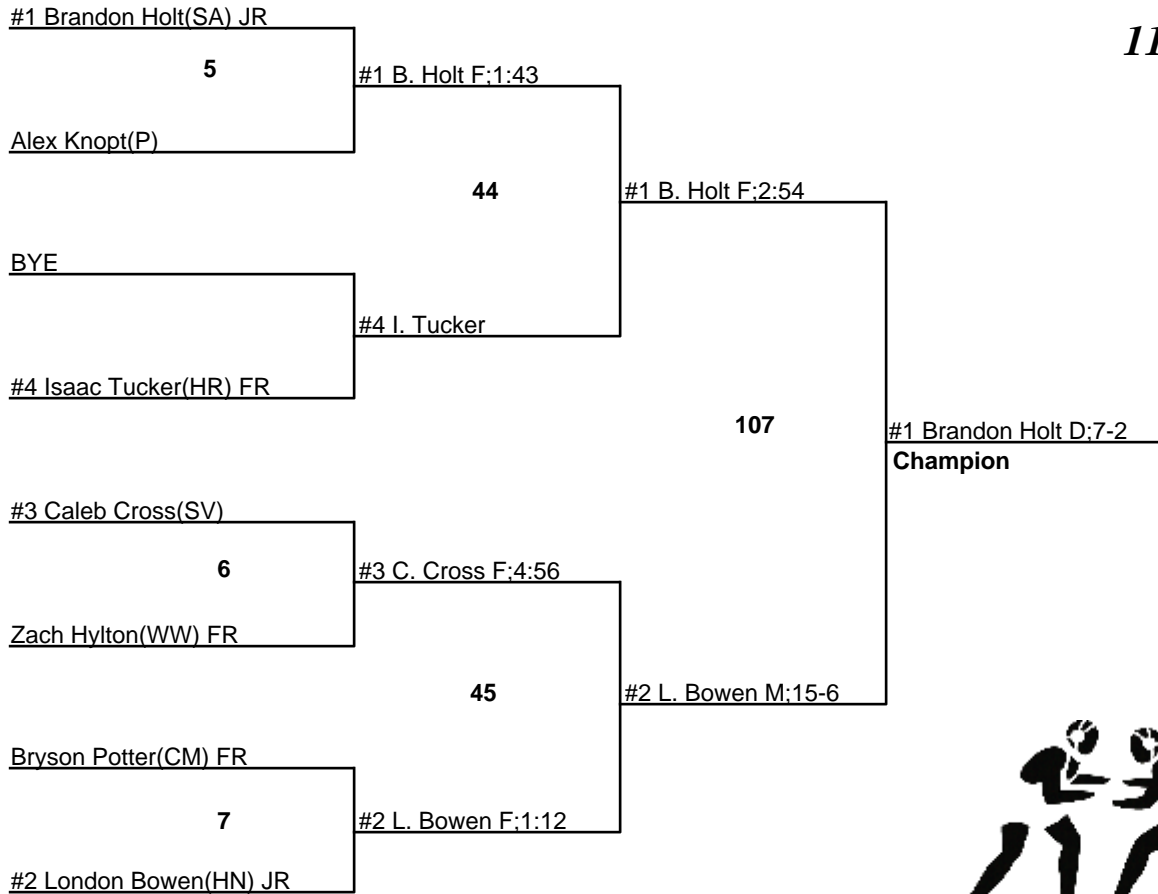 #1 Brandon Holt(SA) JR
11
5
#1 B. Holt F;1:43
Alex Knopt(P)
44
#1 B. Holt F;2:54
BYE
#4 I. Tucker
#4 Isaac Tucker(HR) FR
107
#1 Brandon Holt D;7-2
Champion
#3 Caleb Cross(SV)
6
#3 C. Cross F;4:56
Zach Hylton(WW) FR
45
#2 L. Bowen M;15-6
Bryson Potter(CM) FR
7
#2 L. Bowen F;1:12
#2 London Bowen(HN) JR